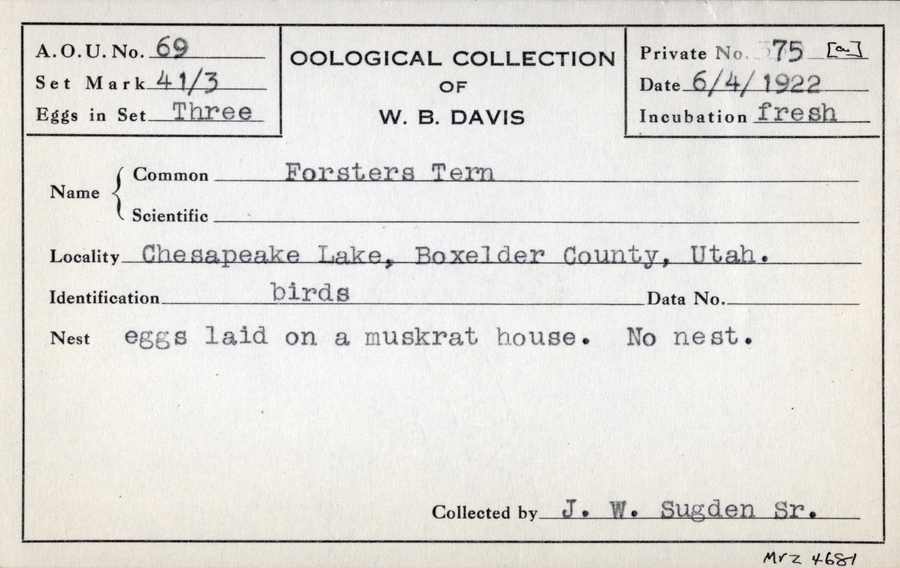 A.O.U. No. 69
Set Mark 41/3
Eggs in Set Three
OOLOGICAL COLLECTION
OF
W. B. DAVIS
Private No. 75 [a]
Date 6/4/1922
Incubation fresh
Name
Common Forsters Tern
Scientific
Locality Chesapeake Lake, Boxelder County, Utah.
Identification birds Data No.
Nest eggs laid on a muskrat house. No nest.
Collected by J. W. Sugden Sr.
MVZ 4681